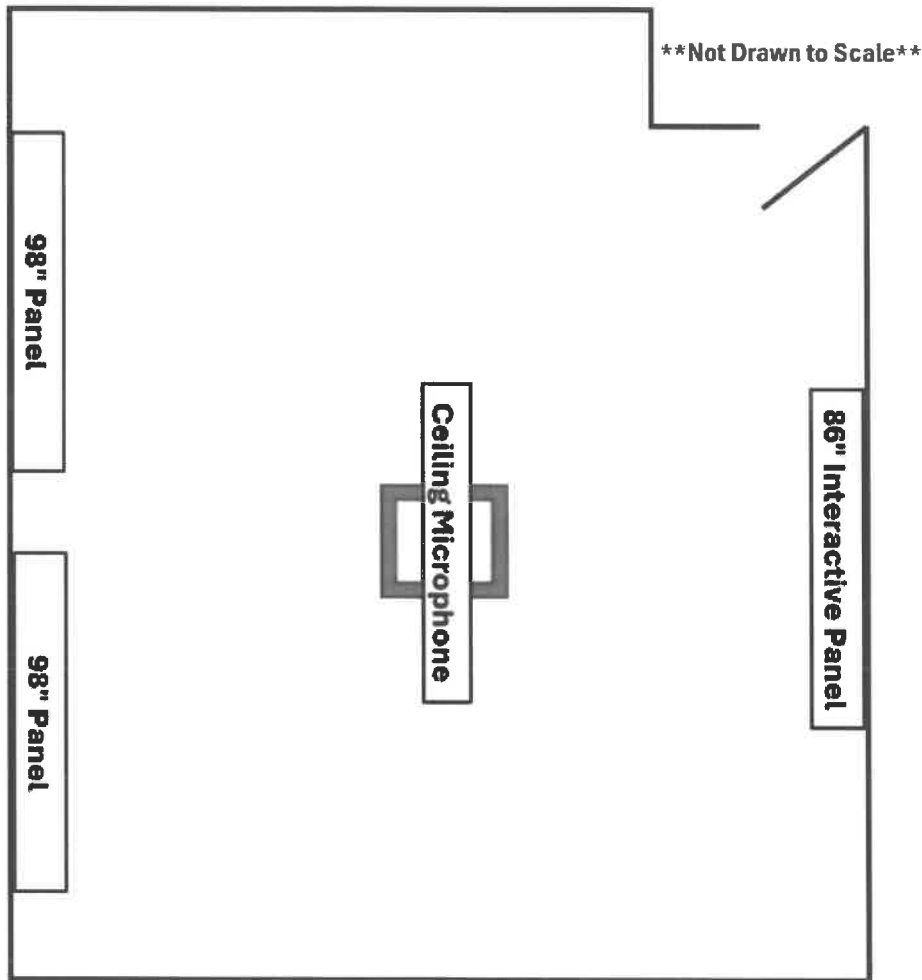 **Not Drawn to Scale**
98" Panel
Ceiling Microphone
86" Interactive Panel
98" Panel